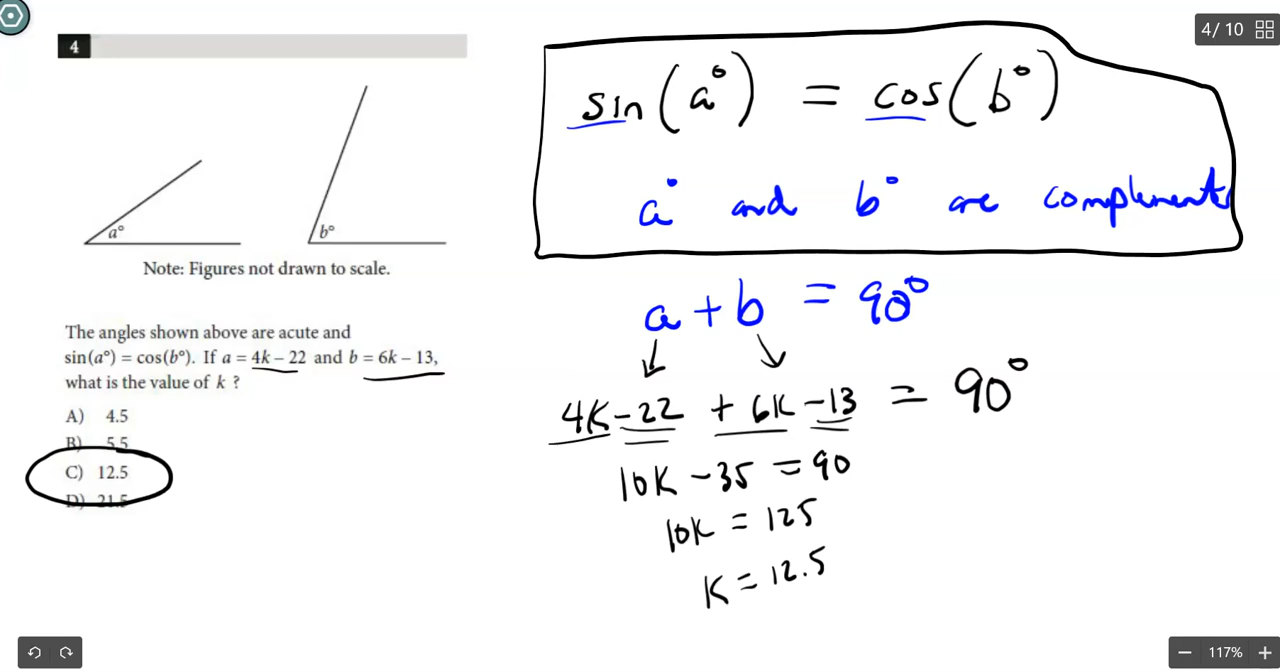 4/10
4
sin(a°) = cos(b°)
a° and b° are complements
a°
b°
Note: Figures not drawn to scale.
a + b = 90°
The angles shown above are acute and
sin(a°) = cos(b°). If a = 4k – 22 and b = 6k – 13,
what is the value of k ?
A) 4.5
B) 5.5
C) 12.5
D) 21.5
4K - 22 + 6K - 13 = 90°
10K - 35 = 90
10K = 125
K = 12.5
117%